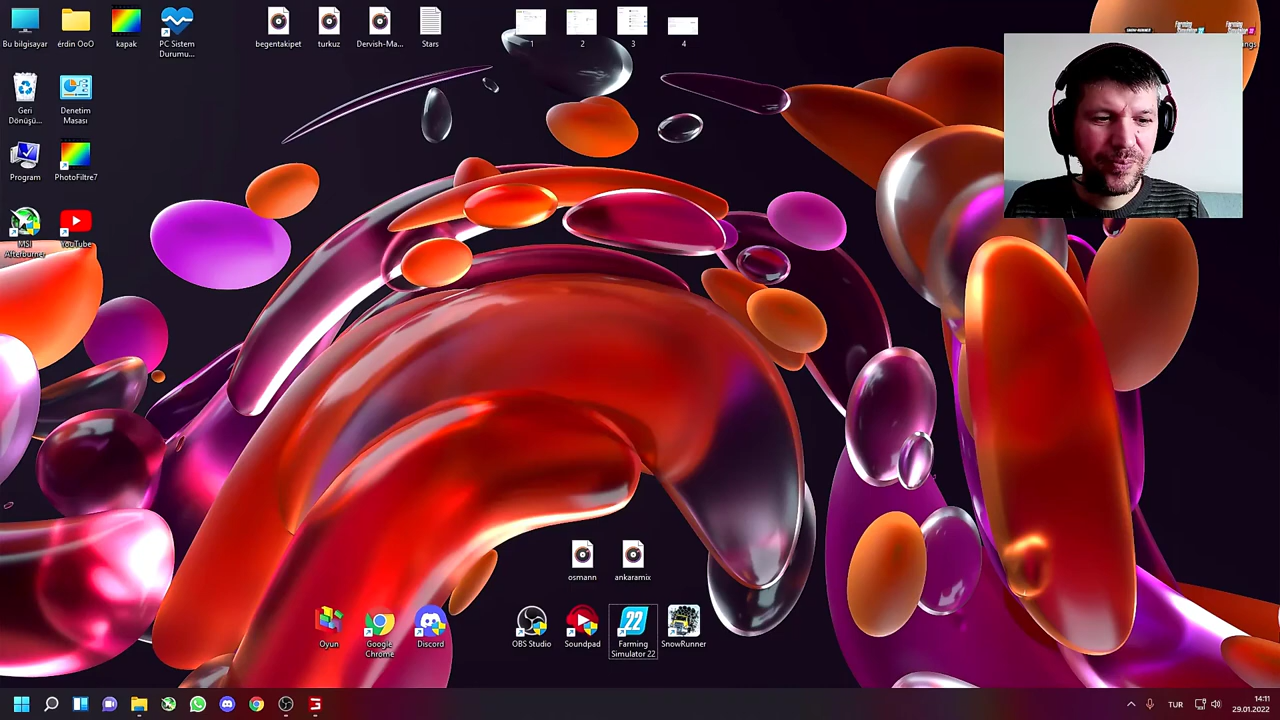 Bu bilgisayar
érdin OoO
kapak
PC Sistem
Durumu...
begentakipet
turkuz
Dervish-Ma...
Stars
1
2
3
4
Geri
Dönüşü...
Denetim
Masası
Program
PhotoFiltre7
MSI
Afterburner
YouTube
osmann
ankaramix
Oyun
Google
Chrome
Discord
OBS Studio
Soundpad
22
Farming
Simulator 22
SnowRunner
TUR
14:11
29.01.2022